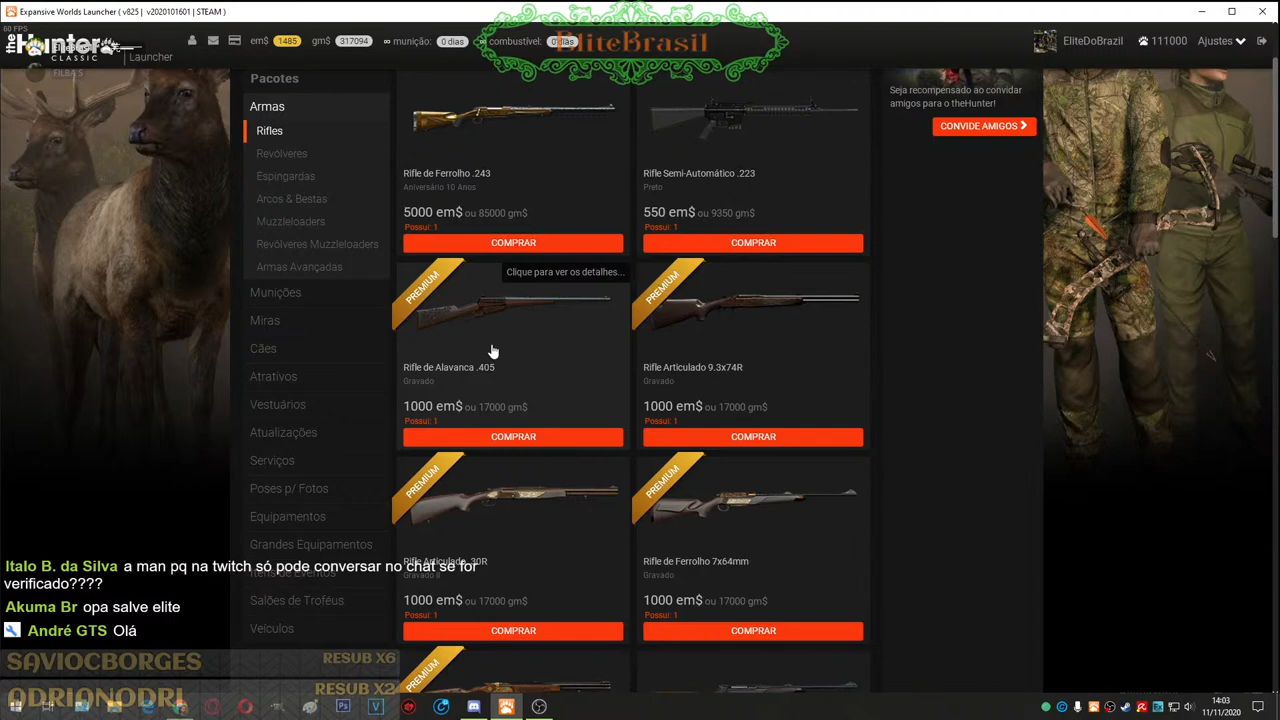 Expansive Worlds Launcher ( v825 | v2020101601 | STEAM )
60 FPS
theHunter
CLASSIC
Launcher
FILBA'S
em$ 1485 gm$ 317094 ∞ munição: 0 dias ∞ combustível: 0 dias
EliteBrasil
EliteDoBrazil 111000 Ajustes
Pacotes
Armas
Rifles
Revólveres
Espingardas
Arcos & Bestas
Muzzleloaders
Revólveres Muzzleloaders
Armas Avançadas
Munições
Miras
Cães
Atrativos
Vestuários
Atualizações
Serviços
Poses p/ Fotos
Equipamentos
Grandes Equipamentos
Itens de Eventos
Salões de Troféus
Veículos
Rifle de Ferrolho .243
Aniversário 10 Anos
5000 em$ ou 85000 gm$
Possui: 1
COMPRAR
Rifle Semi-Automático .223
Preto
550 em$ ou 9350 gm$
Possui: 1
COMPRAR
PREMIUM
Clique para ver os detalhes...
Rifle de Alavanca .405
Gravado
1000 em$ ou 17000 gm$
Possui: 1
COMPRAR
PREMIUM
Rifle Articulado 9.3x74R
Gravado
1000 em$ ou 17000 gm$
Possui: 1
COMPRAR
PREMIUM
Rifle Articulado .30R
Gravado II
1000 em$ ou 17000 gm$
Possui: 1
COMPRAR
PREMIUM
Rifle de Ferrolho 7x64mm
Gravado
1000 em$ ou 17000 gm$
Possui: 1
COMPRAR
PREMIUM
Seja recompensado ao convidar
amigos para o theHunter!
CONVIDE AMIGOS
Italo B. da Silva a man pq na twitch só pode conversar no chat se for
verificado????
Akuma Br opa salve elite
André GTS Olá
SAVIOCBORGES RESUB X6
ADRIANODRI RESUB X2
14:03
11/11/2020